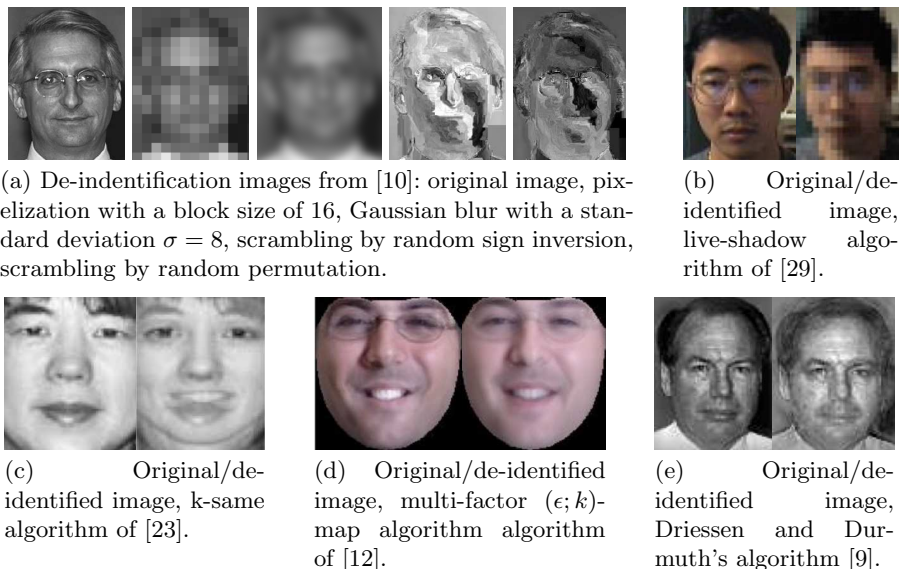 (a) De-indentification images from [10]: original image, pix-
elization with a block size of 16, Gaussian blur with a stan-
dard deviation σ = 8, scrambling by random sign inversion,
scrambling by random permutation.
(b) Original/de-
identified image,
live-shadow algo-
rithm of [29].
(c) Original/de-
identified image, k-same
algorithm of [23].
(d) Original/de-identified
image, multi-factor (ϵ; k)-
map algorithm algorithm
of [12].
(e) Original/de-
identified image,
Driessen and Dur-
muth's algorithm [9].